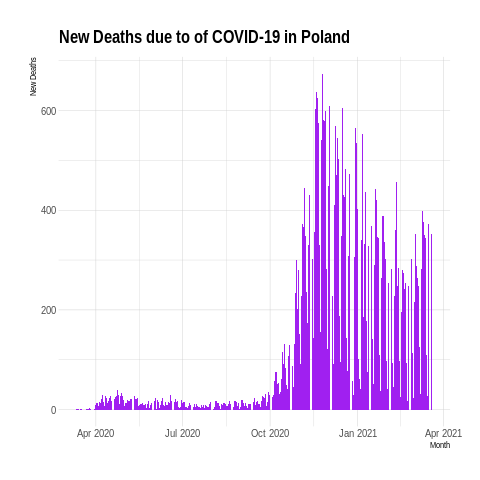 New Deaths due to of COVID-19 in Poland
New Deaths
600
400
200
0
Apr 2020 Jul 2020 Oct 2020 Jan 2021 Apr 2021
Month